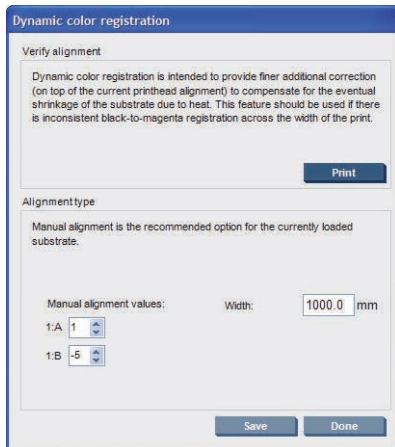 Dynamic color registration
Verify alignment
Dynamic color registration is intended to provide finer additional correction
(on top of the current printhead alignment) to compensate for the eventual
shrinkage of the substrate due to heat. This feature should be used if there
is inconsistent black-to-magenta registration across the width of the print.
Print
Alignment type
Manual alignment is the recommended option for the currently loaded
substrate.
Manual alignment values: Width: 1000.0 mm
1:A 1
1:B -5
Save Done